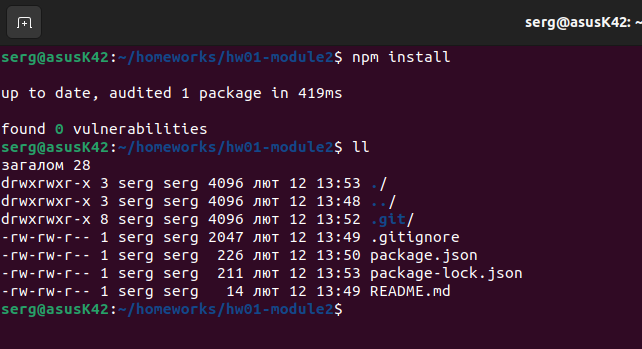 serg@asusK42: ~
serg@asusK42:~/homeworks/hw01-module2$ npm install
up to date, audited 1 package in 419ms
found 0 vulnerabilities
serg@asusK42:~/homeworks/hw01-module2$ ll
загалом 28
drwxrwxr-x 3 serg serg 4096 лют 12 13:53 ./
drwxrwxr-x 3 serg serg 4096 лют 12 13:48 ../
drwxrwxr-x 8 serg serg 4096 лют 12 13:52 .git/
-rw-rw-r-- 1 serg serg 2047 лют 12 13:49 .gitignore
-rw-rw-r-- 1 serg serg  226 лют 12 13:50 package.json
-rw-rw-r-- 1 serg serg  211 лют 12 13:53 package-lock.json
-rw-rw-r-- 1 serg serg   14 лют 12 13:49 README.md
serg@asusK42:~/homeworks/hw01-module2$